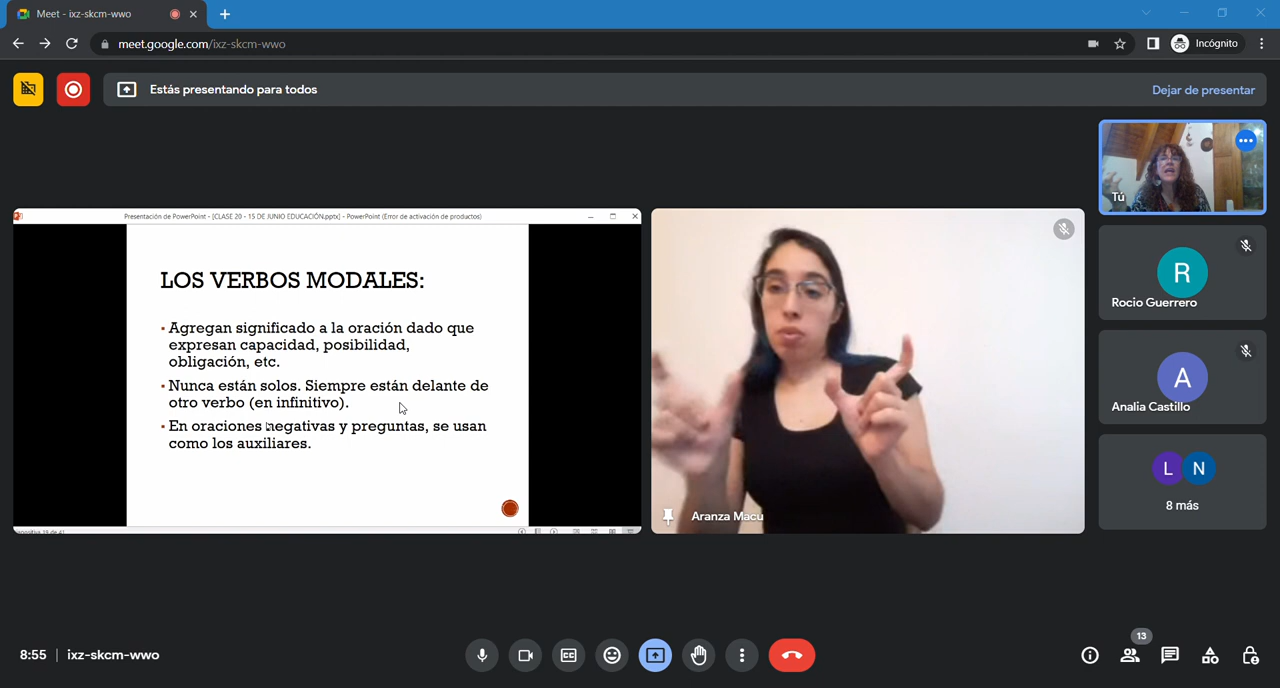 Meet - ixz-skcm-wwo
meet.google.com/ixz-skcm-wwo
Incógnito
Estás presentando para todos
Dejar de presentar
Tú
Presentación de PowerPoint - [CLASE 20 - 15 DE JUNIO EDUCACIÓN.pptx] - PowerPoint (Error de activación de productos)
LOS VERBOS MODALES:
• Agregan significado a la oración dado que
expresan capacidad, posibilidad,
obligación, etc.
• Nunca están solos. Siempre están delante de
otro verbo (en infinitivo).
• En oraciones negativas y preguntas, se usan
como los auxiliares.
Aranza Macu
R
Rocio Guerrero
A
Analia Castillo
L N
8 más
8:55 | ixz-skcm-wwo
13